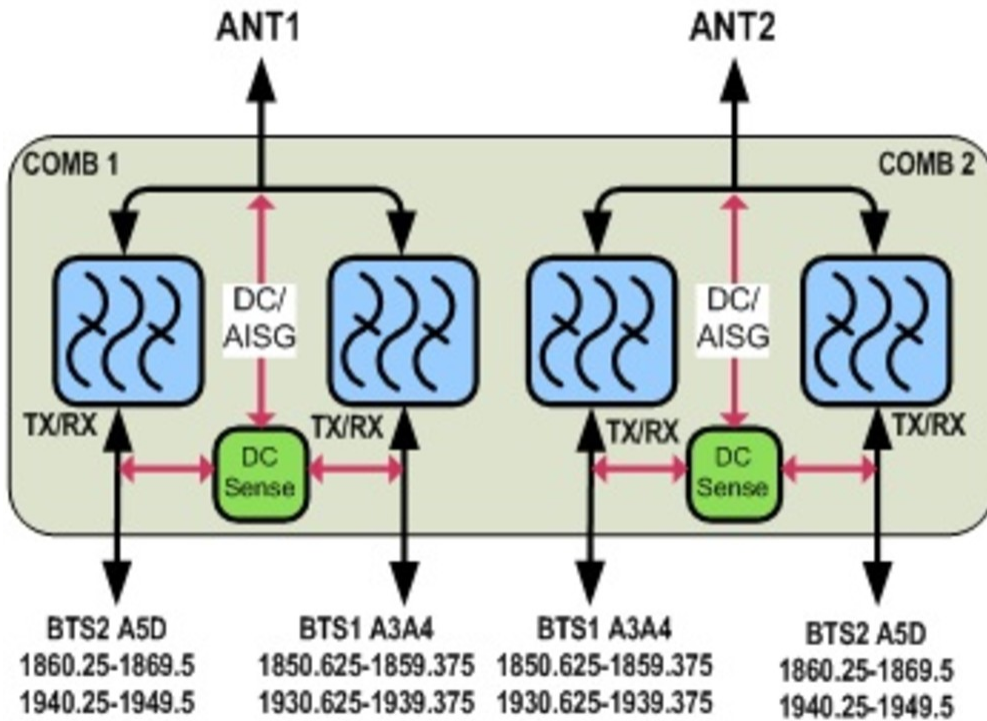 ANT1
ANT2
COMB 1
COMB 2
DC/
AISG
DC/
AISG
TX/RX
TX/RX
TX/RX
TX/RX
DC
Sense
DC
Sense
BTS2 A5D
1860.25-1869.5
1940.25-1949.5
BTS1 A3A4
1850.625-1859.375
1930.625-1939.375
BTS1 A3A4
1850.625-1859.375
1930.625-1939.375
BTS2 A5D
1860.25-1869.5
1940.25-1949.5